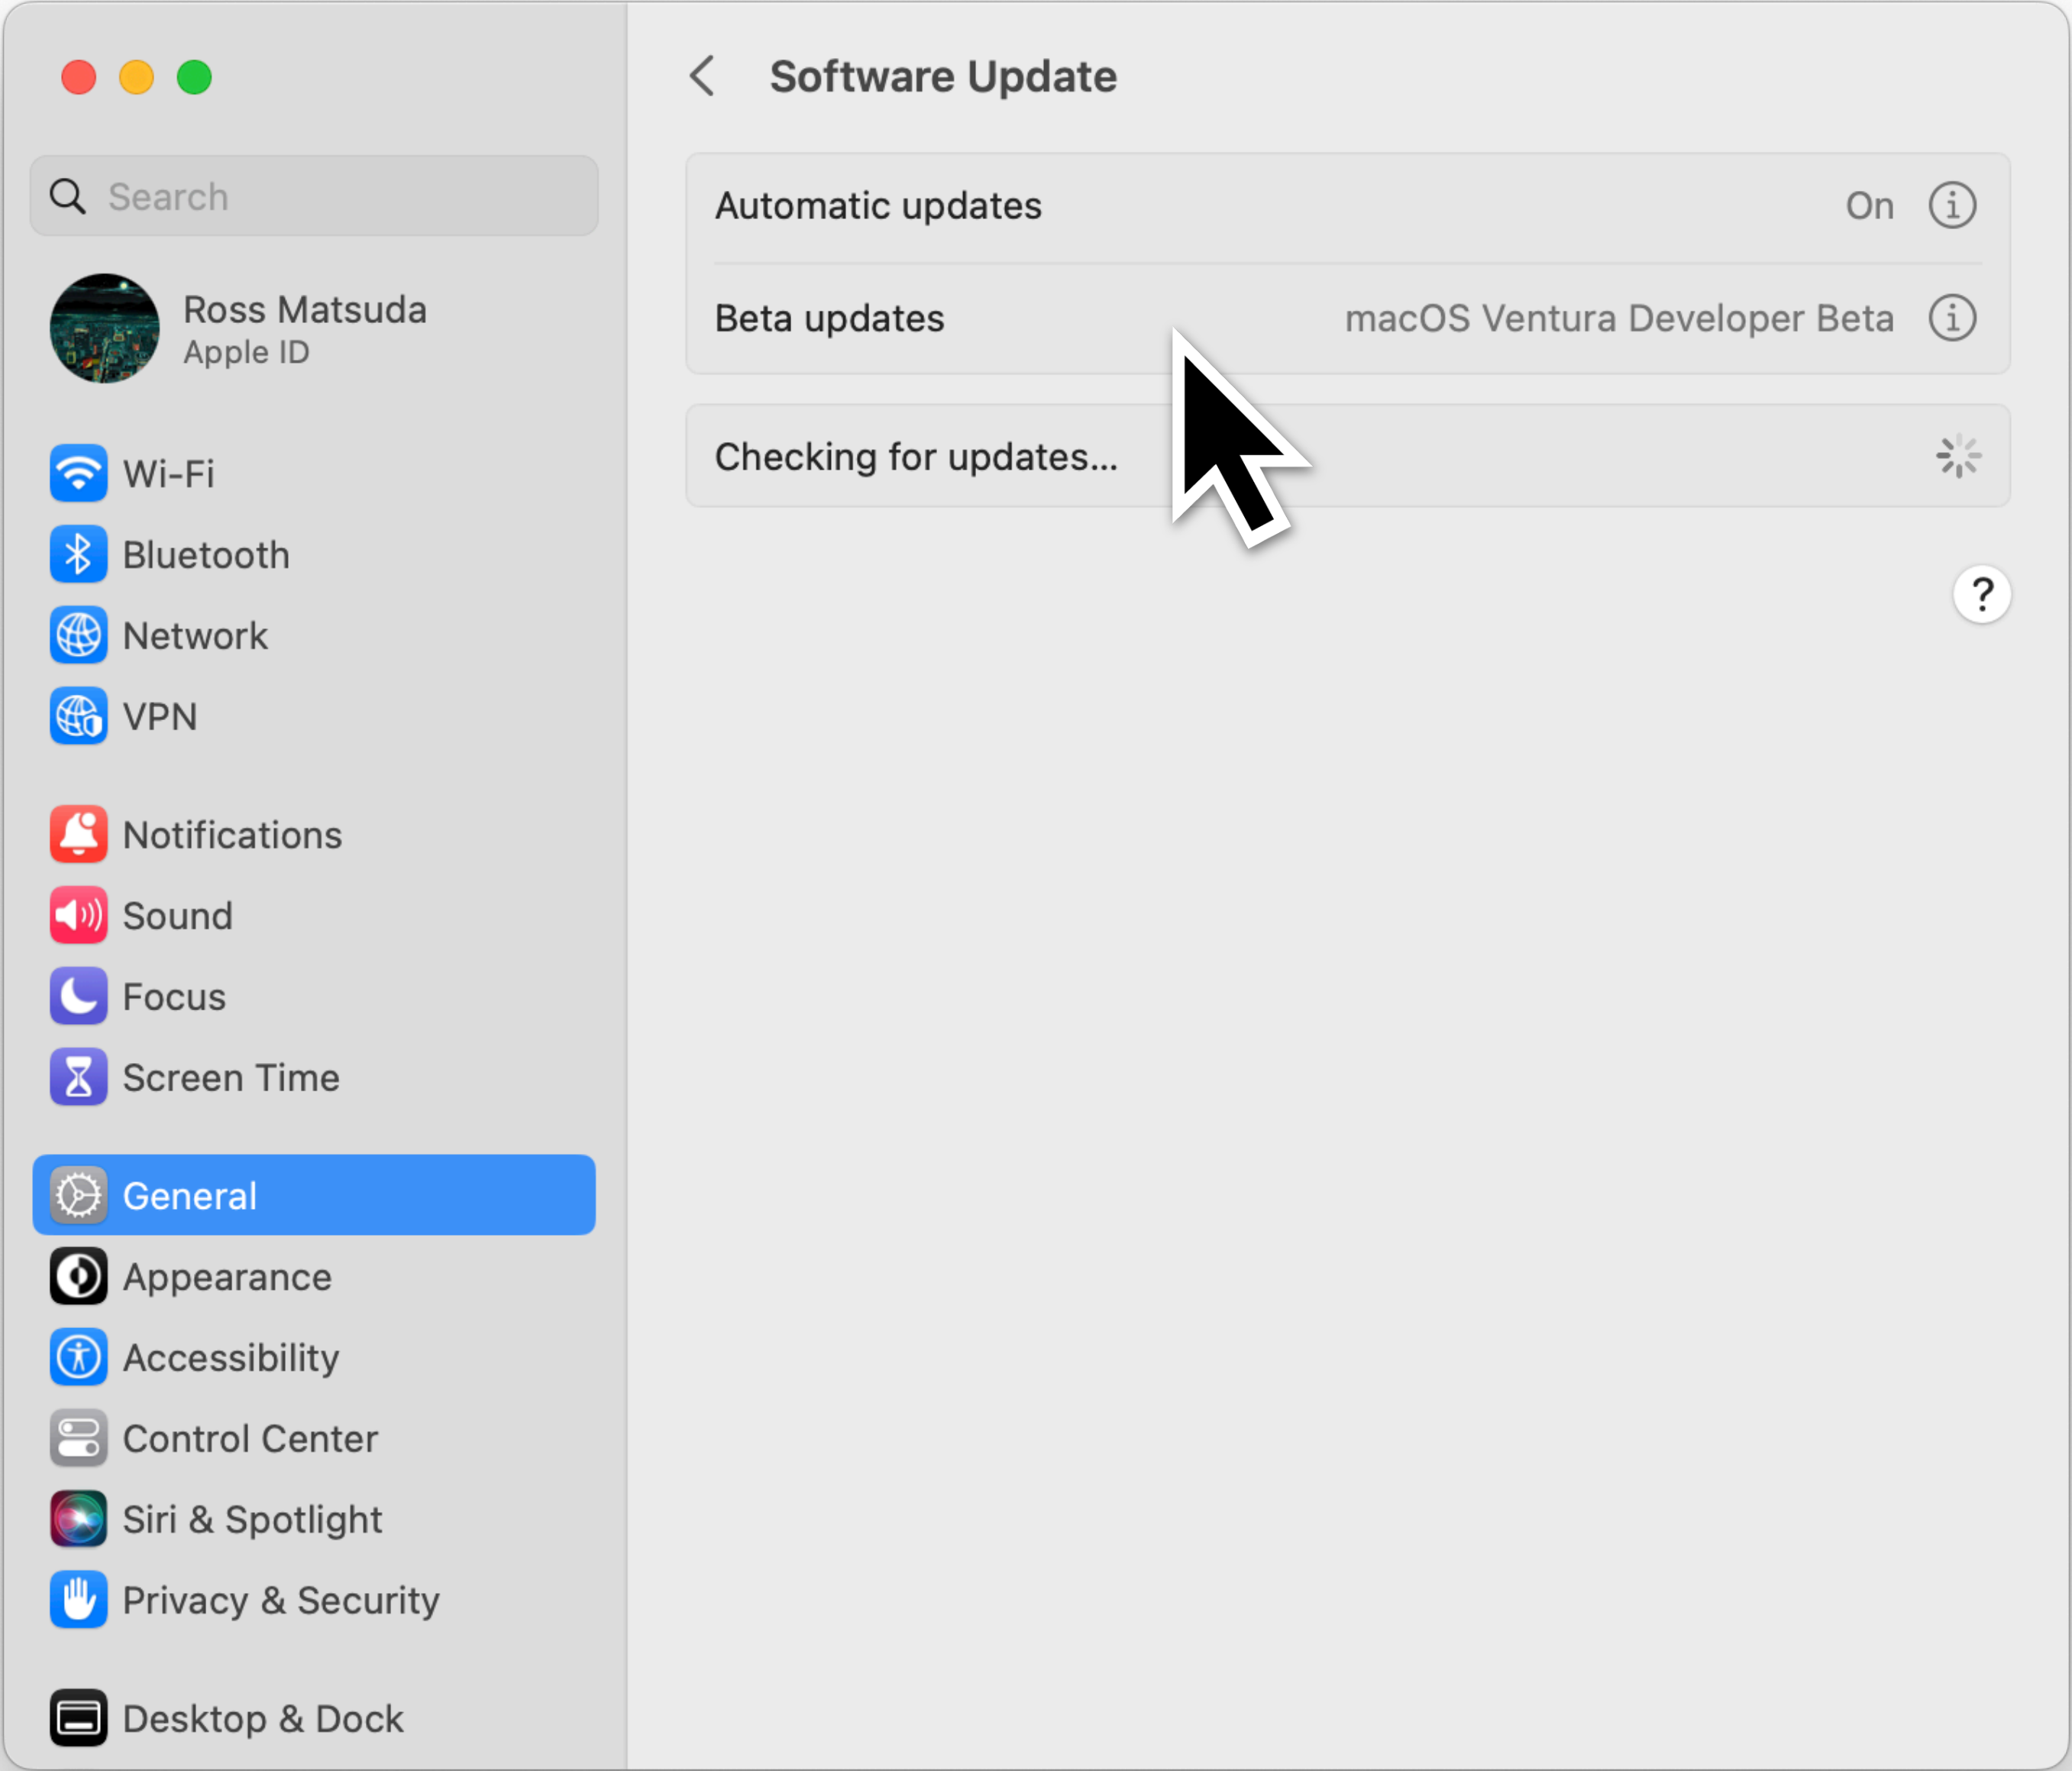 Software Update
Search
Ross Matsuda
Apple ID
Wi-Fi
Bluetooth
Network
VPN
Notifications
Sound
Focus
Screen Time
General
Appearance
Accessibility
Control Center
Siri & Spotlight
Privacy & Security
Desktop & Dock
Automatic updates On
Beta updates macOS Ventura Developer Beta
Checking for updates...
?